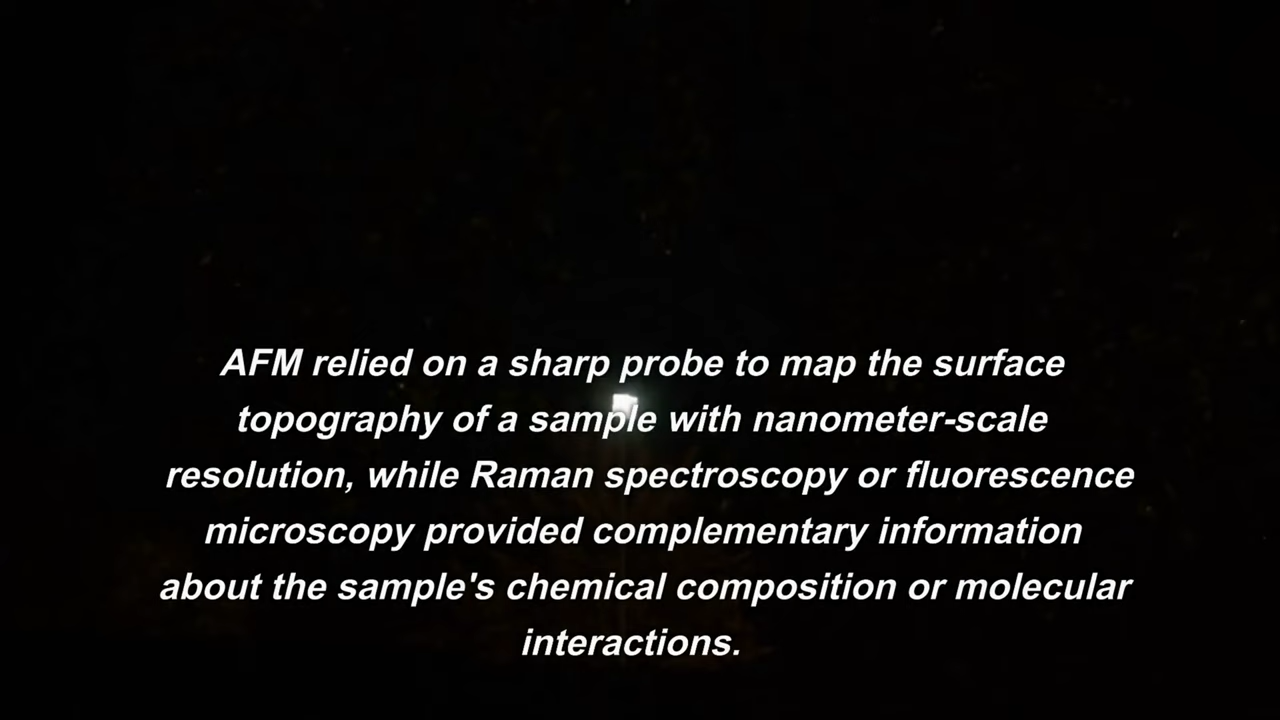 AFM relied on a sharp probe to map the surface
topography of a sample with nanometer-scale
resolution, while Raman spectroscopy or fluorescence
microscopy provided complementary information
about the sample's chemical composition or molecular
interactions.